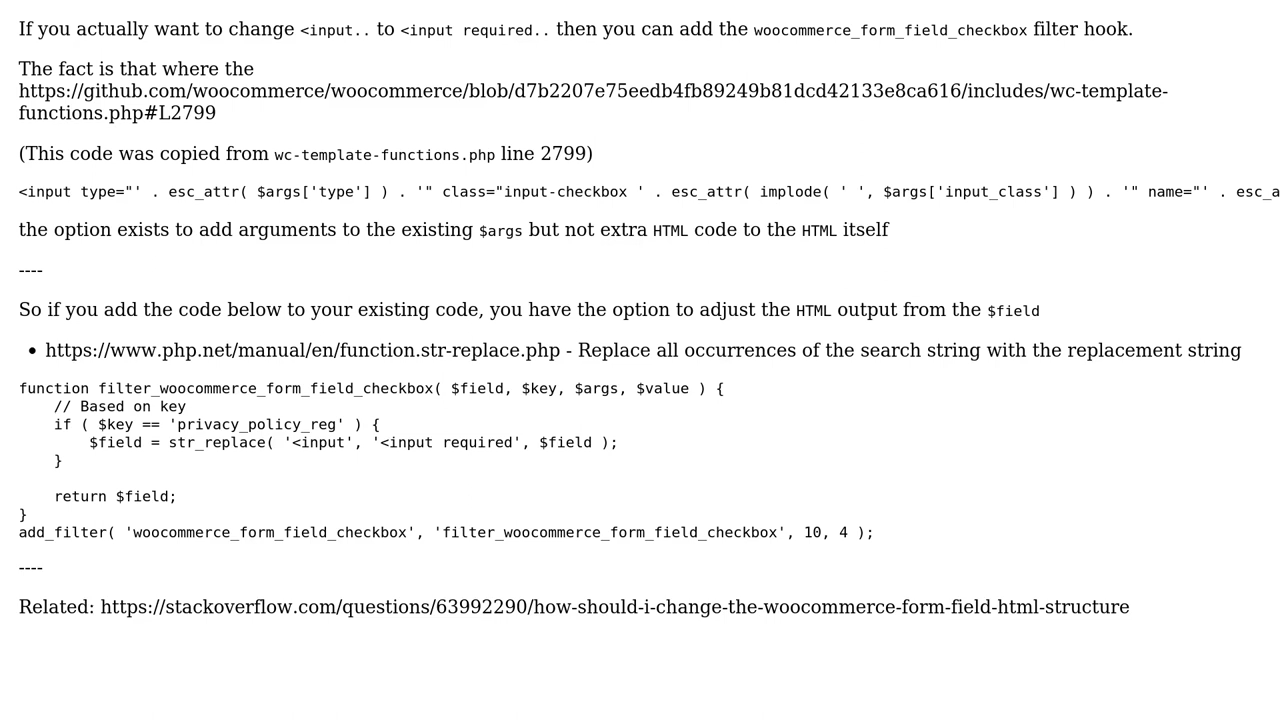 If you actually want to change <input.. to <input required.. then you can add the woocommerce_form_field_checkbox filter hook.
The fact is that where the
https://github.com/woocommerce/woocommerce/blob/d7b2207e75eedb4fb89249b81dcd42133e8ca616/includes/wc-template-
functions.php#L2799
(This code was copied from wc-template-functions.php line 2799)
<input type="' . esc_attr( $args['type'] ) . '" class="input-checkbox ' . esc_attr( implode( ' ', $args['input_class'] ) ) . '" name="' . esc_a
the option exists to add arguments to the existing $args but not extra HTML code to the HTML itself
----
So if you add the code below to your existing code, you have the option to adjust the HTML output from the $field
• https://www.php.net/manual/en/function.str-replace.php - Replace all occurrences of the search string with the replacement string
function filter_woocommerce_form_field_checkbox( $field, $key, $args, $value ) {
    // Based on key
    if ( $key == 'privacy_policy_reg' ) {
        $field = str_replace( '<input', '<input required', $field );
    }
    return $field;
}
add_filter( 'woocommerce_form_field_checkbox', 'filter_woocommerce_form_field_checkbox', 10, 4 );
----
Related: https://stackoverflow.com/questions/63992290/how-should-i-change-the-woocommerce-form-field-html-structure